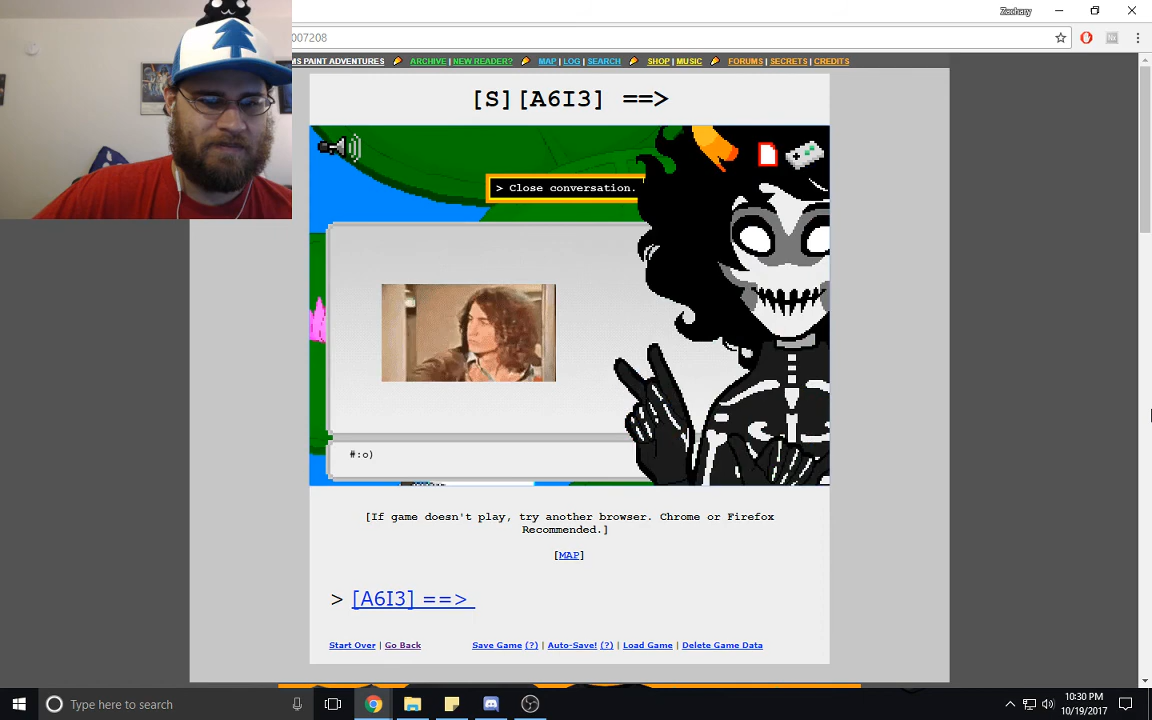 Zachary
007208
MS PAINT ADVENTURES ARCHIVE | NEW READER? MAP | LOG | SEARCH SHOP | MUSIC FORUMS | SECRETS | CREDITS
[S][A6I3] ==>
> Close conversation.
#:o)
[If game doesn't play, try another browser. Chrome or Firefox
Recommended.]
[MAP]
> [A6I3] ==>
Start Over | Go Back Save Game (?) | Auto-Save! (?) | Load Game | Delete Game Data
Type here to search
10:30 PM
10/19/2017